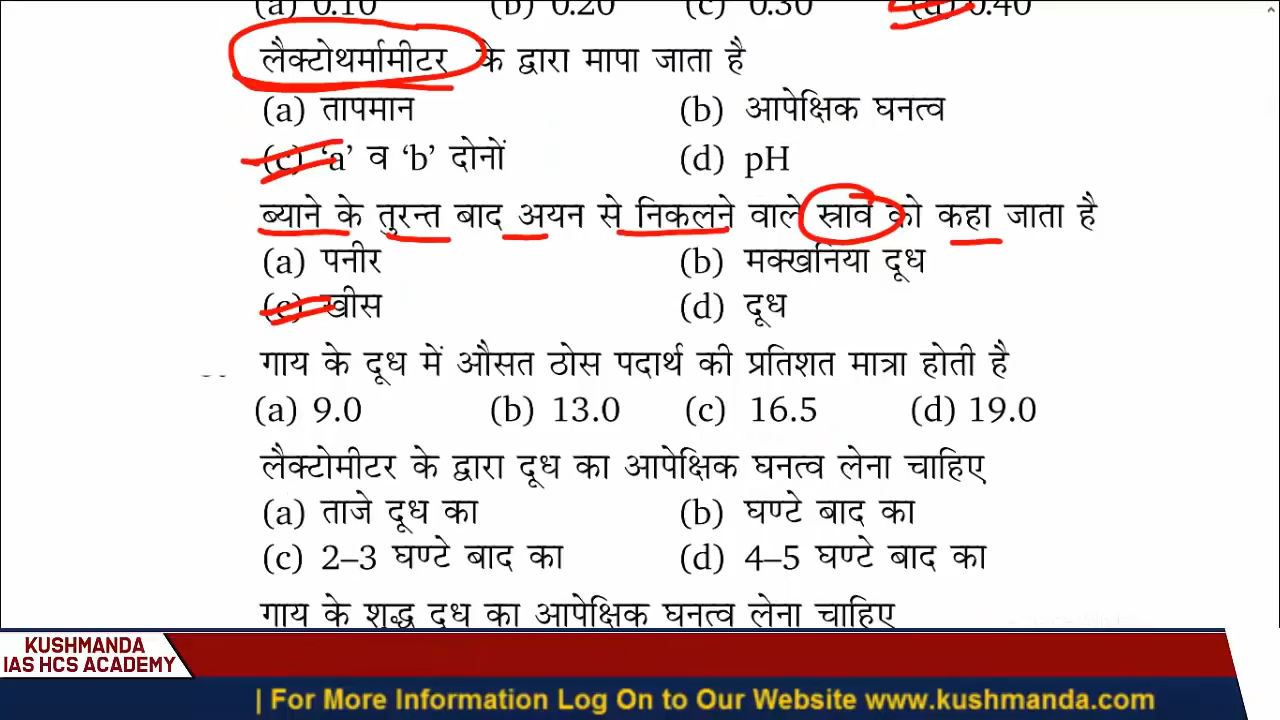 (a) 0.10 (b) 0.20 (c) 0.30 (d) 0.40
लैक्टोथर्मामीटर के द्वारा मापा जाता है
(a) तापमान (b) आपेक्षिक घनत्व
(c) ‘a’ व ‘b’ दोनों (d) pH
ब्याने के तुरन्त बाद अयन से निकलने वाले स्राव को कहा जाता है
(a) पनीर (b) मक्खनिया दूध
(c) खीस (d) दूध
गाय के दूध में औसत ठोस पदार्थ की प्रतिशत मात्रा होती है
(a) 9.0 (b) 13.0 (c) 16.5 (d) 19.0
लैक्टोमीटर के द्वारा दूध का आपेक्षिक घनत्व लेना चाहिए
(a) ताजे दूध का (b) घण्टे बाद का
(c) 2–3 घण्टे बाद का (d) 4–5 घण्टे बाद का
गाय के शुद्ध दूध का आपेक्षिक घनत्व लेना चाहिए
KUSHMANDA
IAS HCS ACADEMY
| For More Information Log On to Our Website www.kushmanda.com